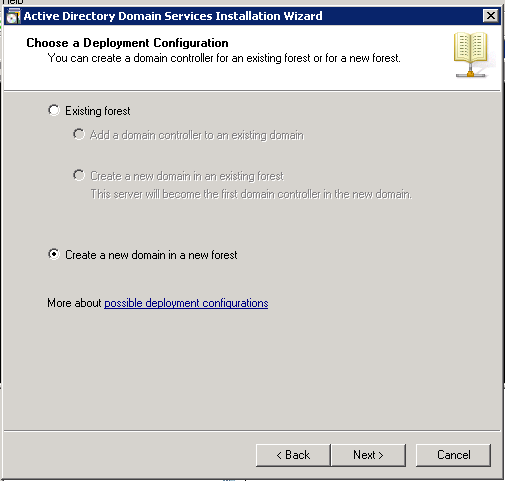 Help
Active Directory Domain Services Installation Wizard
Choose a Deployment Configuration
You can create a domain controller for an existing forest or for a new forest.
Existing forest
Add a domain controller to an existing domain
Create a new domain in an existing forest
This server will become the first domain controller in the new domain.
Create a new domain in a new forest
More about possible deployment configurations
< Back
Next >
Cancel